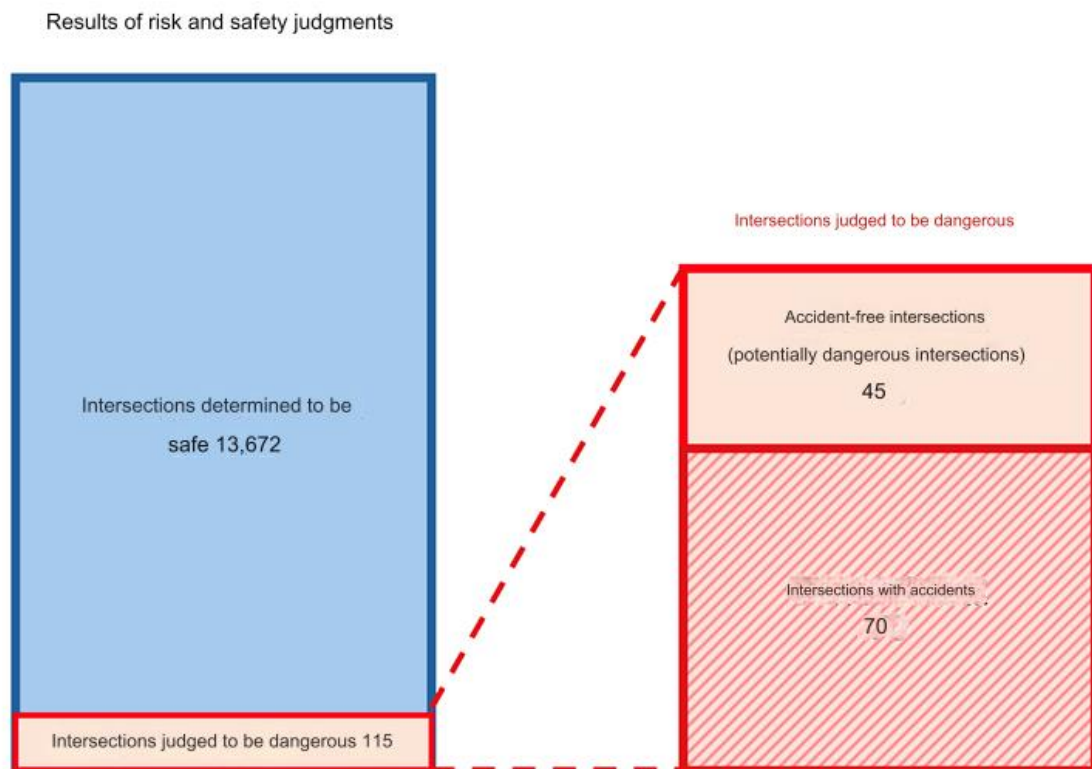 Results of risk and safety judgments
Intersections determined to be
safe 13,672
Intersections judged to be dangerous 115
Intersections judged to be dangerous
Accident-free intersections
(potentially dangerous intersections)
45
Intersections with accidents
70